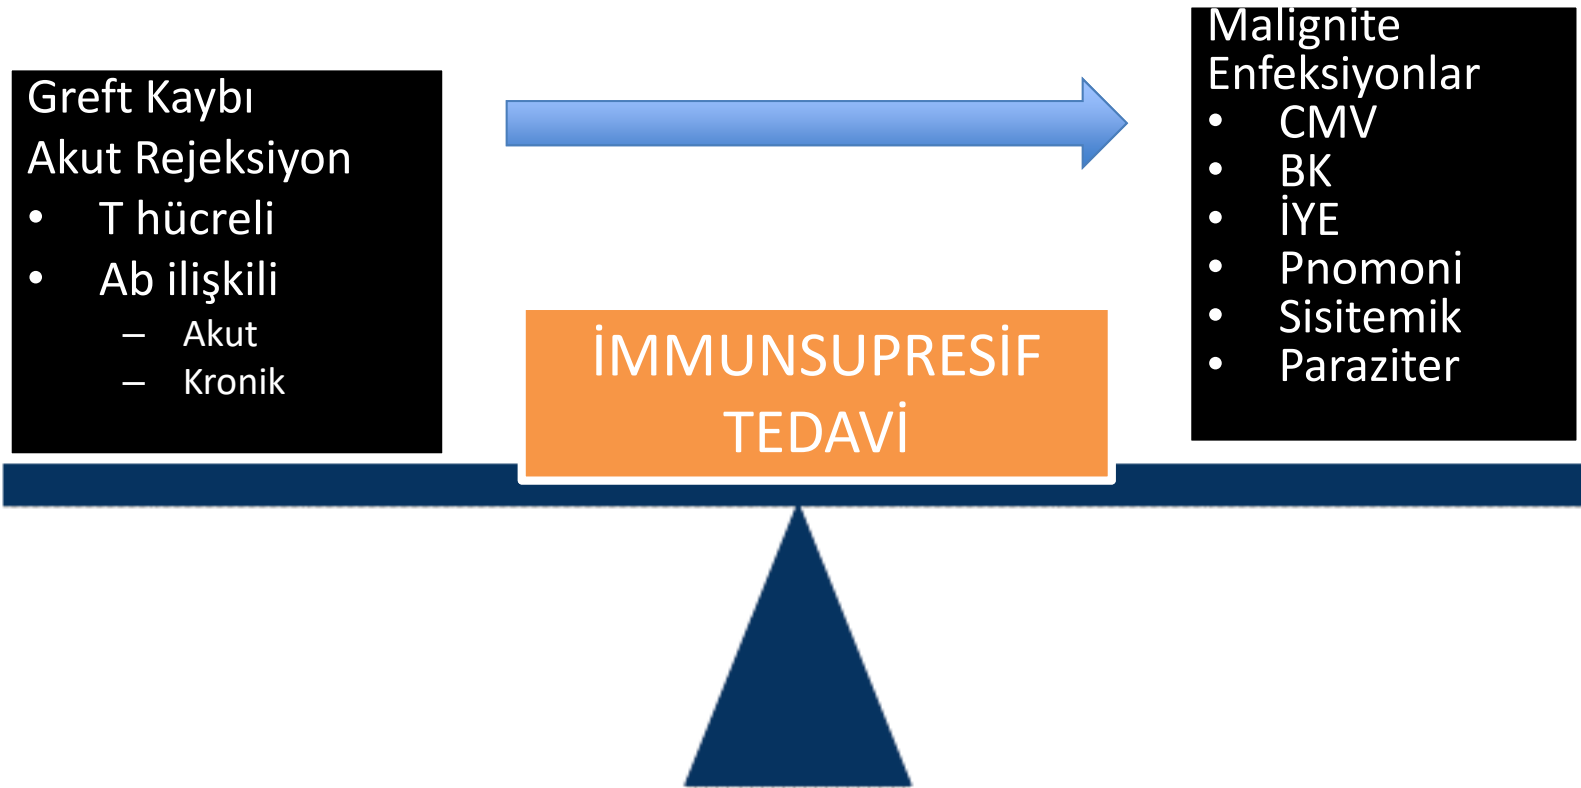 Greft Kaybı
Akut Rejeksiyon
• T hücreli
• Ab ilişkili
– Akut
– Kronik
İMMUNSUPRESİF
TEDAVİ
Malignite
Enfeksiyonlar
• CMV
• BK
• İYE
• Pnomoni
• Sisitemik
• Paraziter